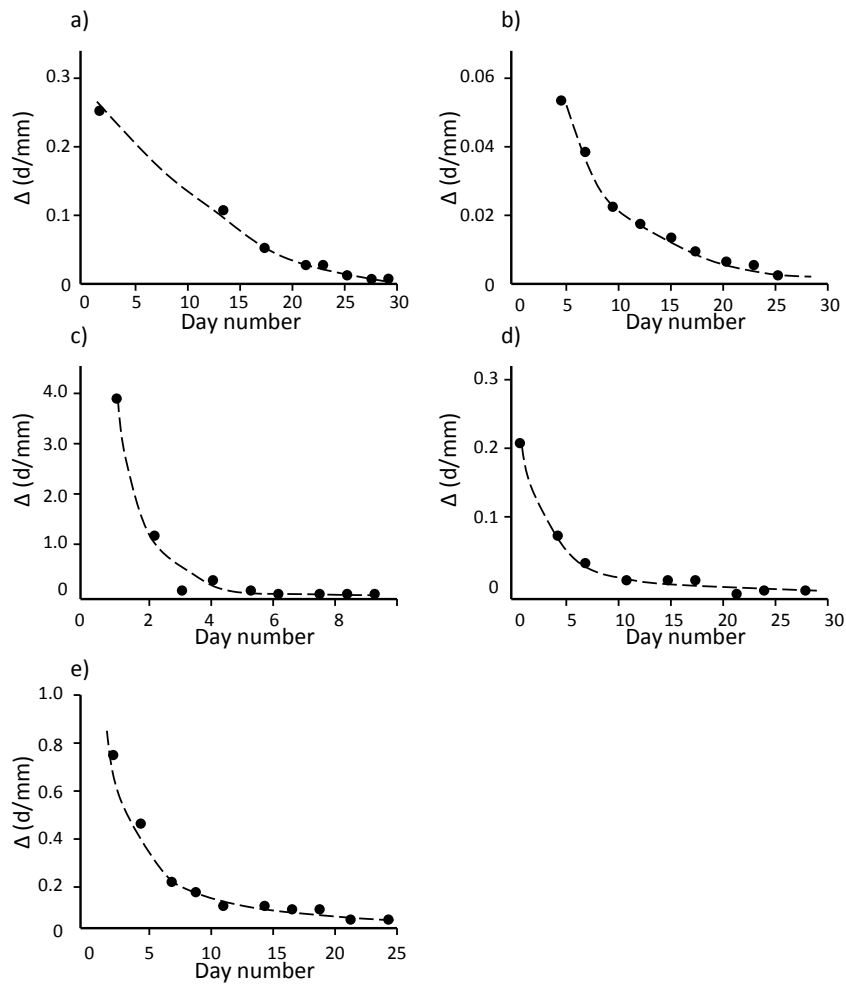 a)
0.3
0.2
0.1
0
Δ (d/mm)
0 5 10 15 20 25 30
Day number
b)
0.06
0.04
0.02
0
Δ (d/mm)
0 5 10 15 20 25 30
Day number
c)
4.0
3.0
2.0
1.0
0
Δ (d/mm)
0 2 4 6 8
Day number
d)
0.3
0.2
0.1
0
Δ (d/mm)
0 5 10 15 20 25 30
Day number
e)
1.0
0.8
0.6
0.4
0.2
0
Δ (d/mm)
0 5 10 15 20 25
Day number